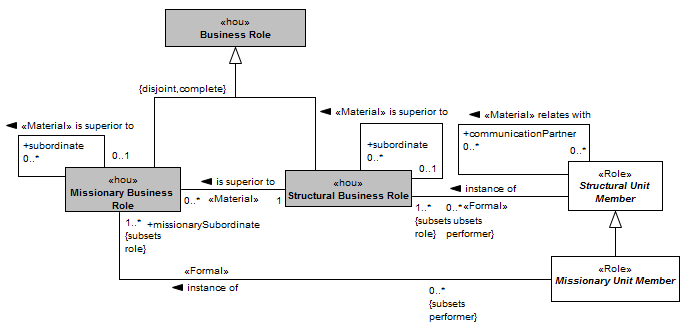 «hou»
Business Role
{disjoint,complete}
◄ «Material» is superior to
◄ «Material» is superior to
◄ «Material» relates with
+subordinate
0..*
0..1
+subordinate
0..*
0..1
+communicationPartner
0..*
0..*
«hou»
Missionary Business
Role
◄ is superior to
0..*
«Material»
1
«hou»
Structural Business Role
◄ instance of
«Formal»
1..*
{subsets
role}
0..*
ubsets
performer}
«Role»
Structural Unit
Member
1..*
{subsets
role}
+missionarySubordinate
«Formal»
◄ instance of
0..*
{subsets
performer}
«Role»
Missionary Unit Member